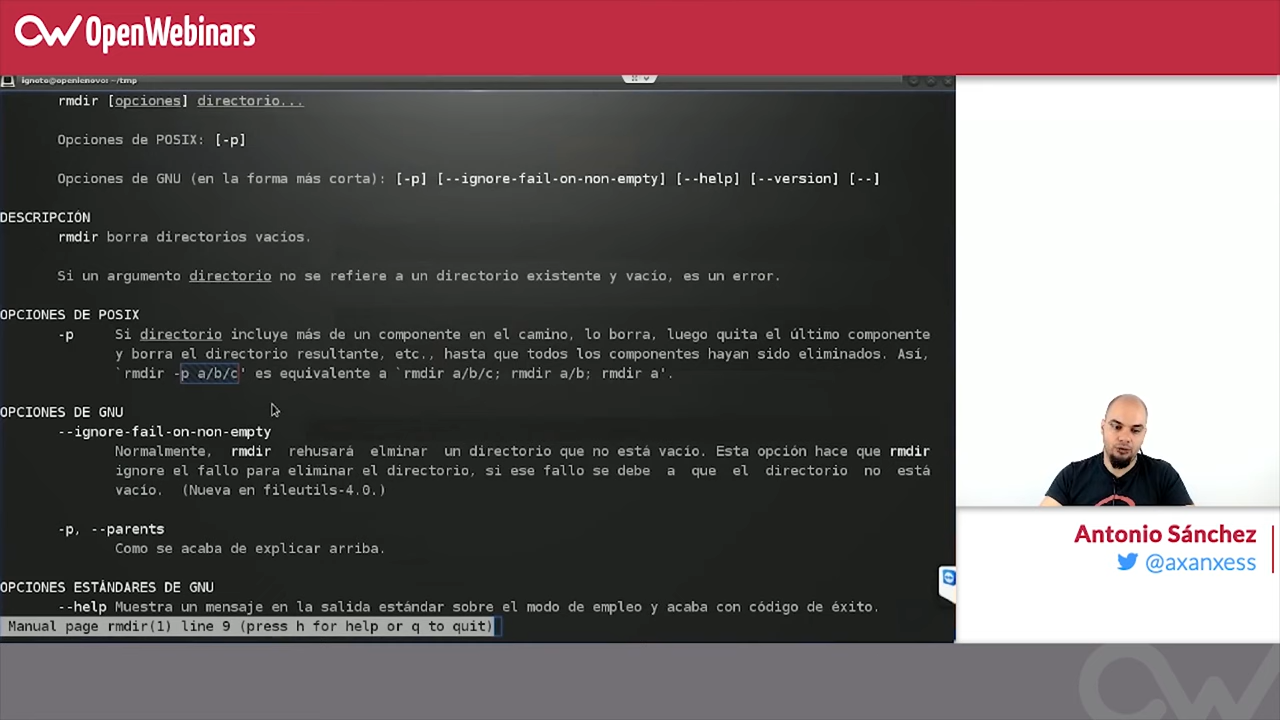 OpenWebinars
ignoto@openlenovo: ~/tmp
rmdir [opciones] directorio...
Opciones de POSIX: [-p]
Opciones de GNU (en la forma más corta): [-p] [--ignore-fail-on-non-empty] [--help] [--version] [--]
DESCRIPCIÓN
rmdir borra directorios vacíos.
Si un argumento directorio no se refiere a un directorio existente y vacío, es un error.
OPCIONES DE POSIX
-p Si directorio incluye más de un componente en el camino, lo borra, luego quita el último componente
y borra el directorio resultante, etc., hasta que todos los componentes hayan sido eliminados. Así,
`rmdir -p a/b/c' es equivalente a `rmdir a/b/c; rmdir a/b; rmdir a'.
OPCIONES DE GNU
--ignore-fail-on-non-empty
Normalmente, rmdir rehusará elminar un directorio que no está vacío. Esta opción hace que rmdir
ignore el fallo para eliminar el directorio, si ese fallo se debe a que el directorio no está
vacío. (Nueva en fileutils-4.0.)
-p, --parents
Como se acaba de explicar arriba.
OPCIONES ESTÁNDARES DE GNU
--help Muestra un mensaje en la salida estándar sobre el modo de empleo y acaba con código de éxito.
Manual page rmdir(1) line 9 (press h for help or q to quit)
Antonio Sánchez
@axanxess